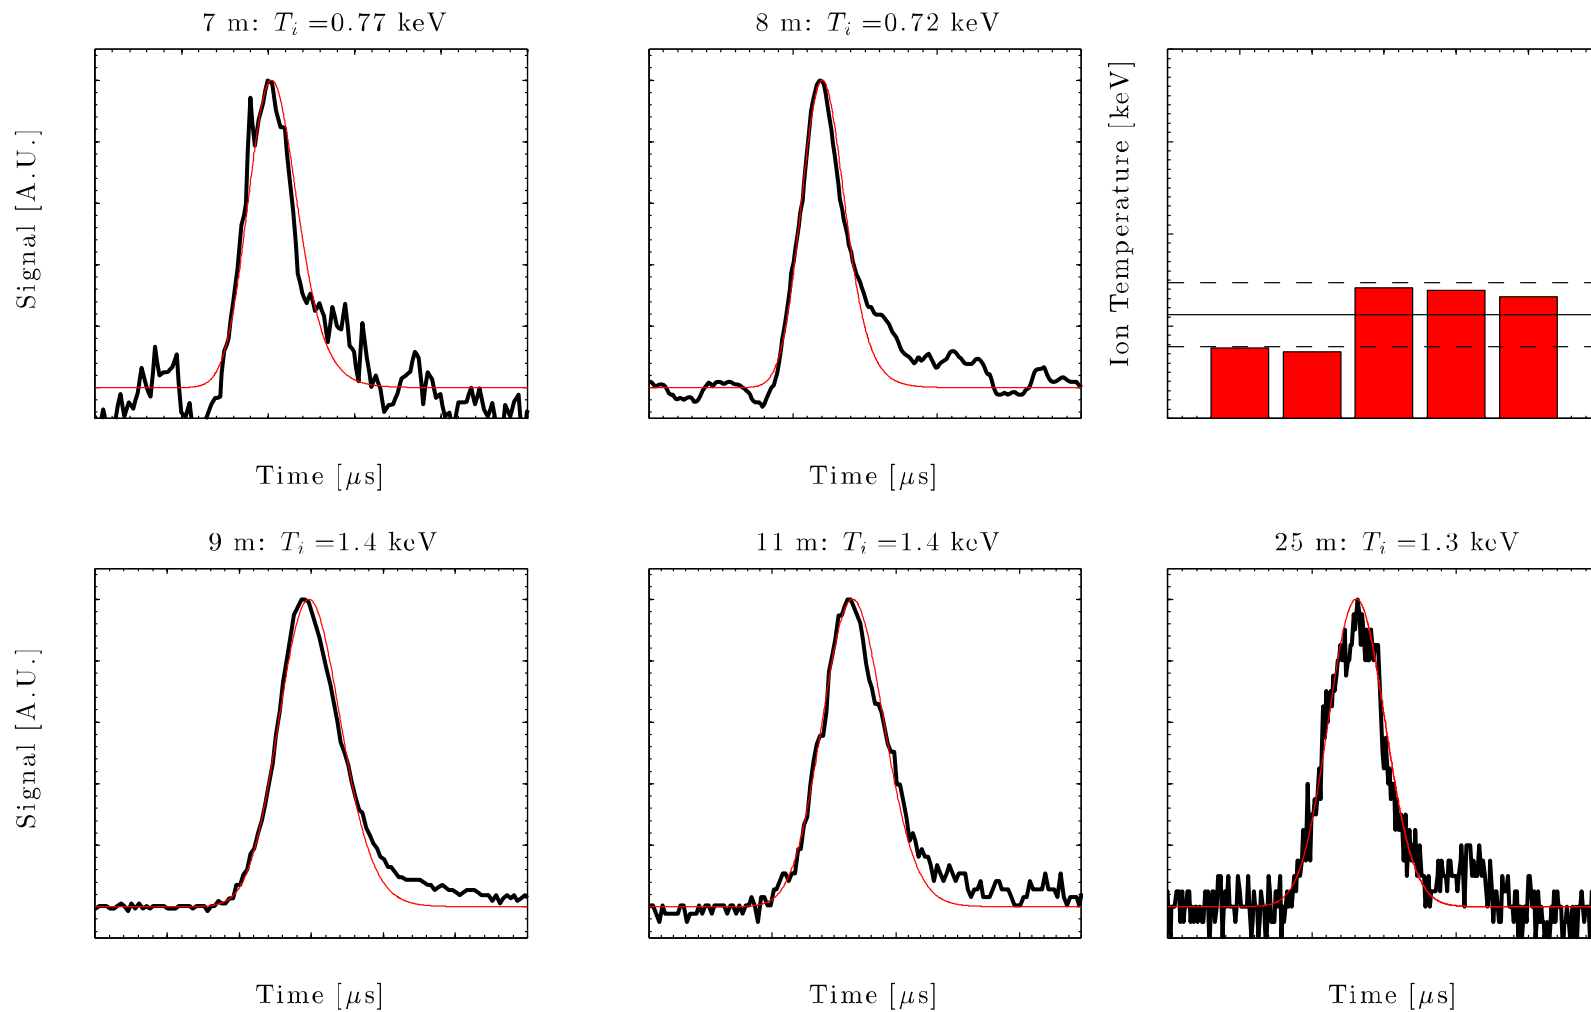 7 m: T_i =0.77 keV
8 m: T_i =0.72 keV
Signal [A.U.]
Ion Temperature [keV]
Time [μs]
Time [μs]
9 m: T_i =1.4 keV
11 m: T_i =1.4 keV
25 m: T_i =1.3 keV
Signal [A.U.]
Time [μs]
Time [μs]
Time [μs]